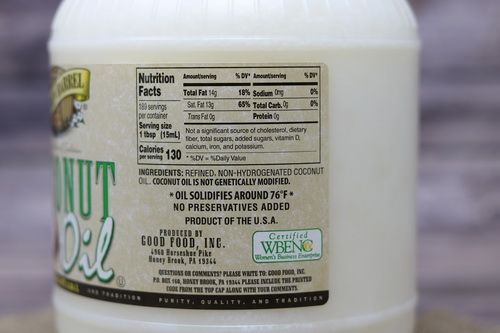 BARREL
®
Nutrition
Facts
189 servings
per container
Serving size
1 tbsp (15mL)
Calories
per serving 130
Amount/serving % DV* Amount/serving % DV*
Total Fat 14g 18% Sodium 0mg 0%
Sat. Fat 13g 65% Total Carb. 0g 0%
Trans Fat 0g Protein 0g
Not a significant source of cholesterol, dietary
fiber, total sugars, added sugars, vitamin D,
calcium, iron, and potassium.
* %DV = %Daily Value
INGREDIENTS: REFINED, NON-HYDROGENATED COCONUT
OIL. COCONUT OIL IS NOT GENETICALLY MODIFIED.
* OIL SOLIDIFIES AROUND 76°F *
NO PRESERVATIVES ADDED
PRODUCT OF THE U.S.A.
PRODUCED BY
GOOD FOOD, INC.
4960 Horseshoe Pike
Honey Brook, PA 19344
Certified
WBENC
Women's Business Enterprise
QUESTIONS OR COMMENTS? PLEASE WRITE TO: GOOD FOOD, INC.
P.O. BOX 160, HONEY BROOK, PA 19344 PLEASE INCLUDE THE PRINTED
CODE FROM THE TOP CAP ALONG WITH YOUR COMMENTS.
ONUT
Oil®
AND TRADITION
PURITY, QUALITY, AND TRADITION